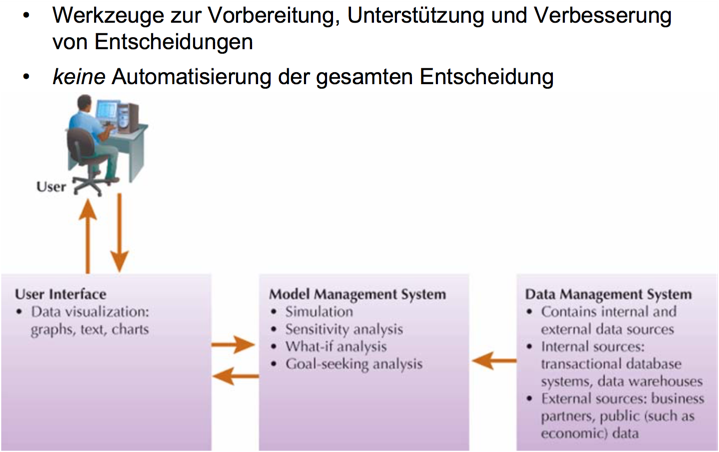 • Werkzeuge zur Vorbereitung, Unterstützung und Verbesserung
von Entscheidungen
• keine Automatisierung der gesamten Entscheidung
User
User Interface
• Data visualization:
graphs, text, charts
Model Management System
• Simulation
• Sensitivity analysis
• What-if analysis
• Goal-seeking analysis
Data Management System
• Contains internal and
external data sources
• Internal sources:
transactional database
systems, data warehouses
• External sources: business
partners, public (such as
economic) data